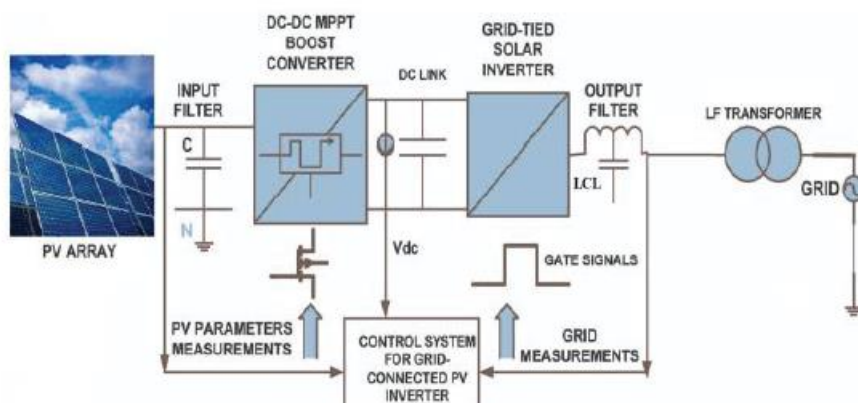 DC-DC MPPT
BOOST
CONVERTER
GRID-TIED
SOLAR
INVERTER
INPUT
FILTER
DC LINK
OUTPUT
FILTER
LF TRANSFORMER
C
LCL
GRID
N
PV ARRAY
Vdc
GATE SIGNALS
PV PARAMETERS
MEASUREMENTS
CONTROL SYSTEM
FOR GRID-
CONNECTED PV
INVERTER
GRID
MEASUREMENTS